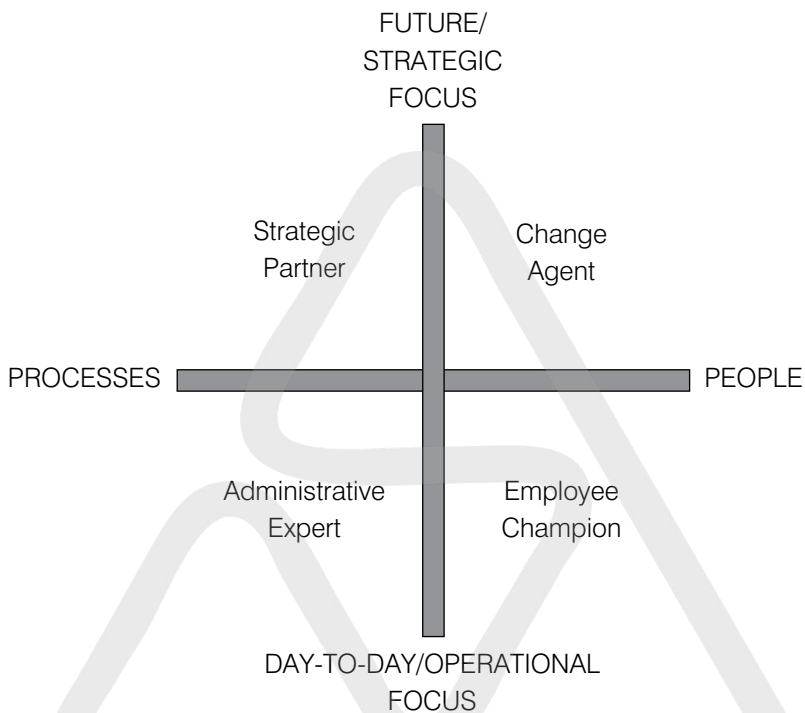 FUTURE/
STRATEGIC
FOCUS
Strategic
Partner
Change
Agent
PROCESSES
PEOPLE
Administrative
Expert
Employee
Champion
DAY-TO-DAY/OPERATIONAL
FOCUS